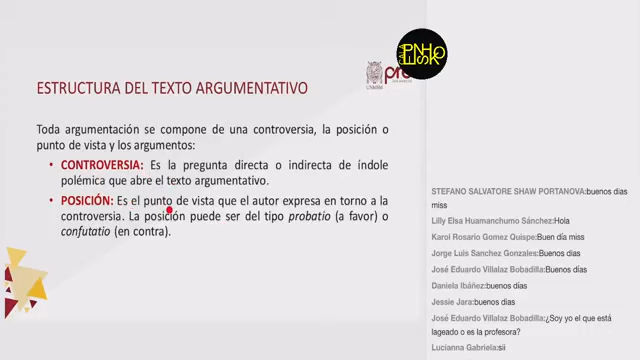 ESTRUCTURA DEL TEXTO ARGUMENTATIVO
Toda argumentación se compone de una controversia, la posición o
punto de vista y los argumentos:
• CONTROVERSIA: Es la pregunta directa o indirecta de índole
polémica que abre el texto argumentativo.
• POSICIÓN: Es el punto de vista que el autor expresa en torno a la
controversia. La posición puede ser del tipo probatio (a favor) o
confutatio (en contra).
STEFANO SALVATORE SHAW PORTANOVA:buenos dias
miss
Lilly Elsa Huamanchumo Sánchez:Hola
Karol Rosario Gomez Quispe:Buen día miss
Jorge Luis Sanchez Gonzales:Buenos dias
José Eduardo Villalaz Bobadilla:Buenos días
Daniela Ibáñez:buenos días
Jessie Jara:buenos dias
José Eduardo Villalaz Bobadilla:¿Soy yo el que está
lageado o es la profesora?
Lucianna Gabriela:sii